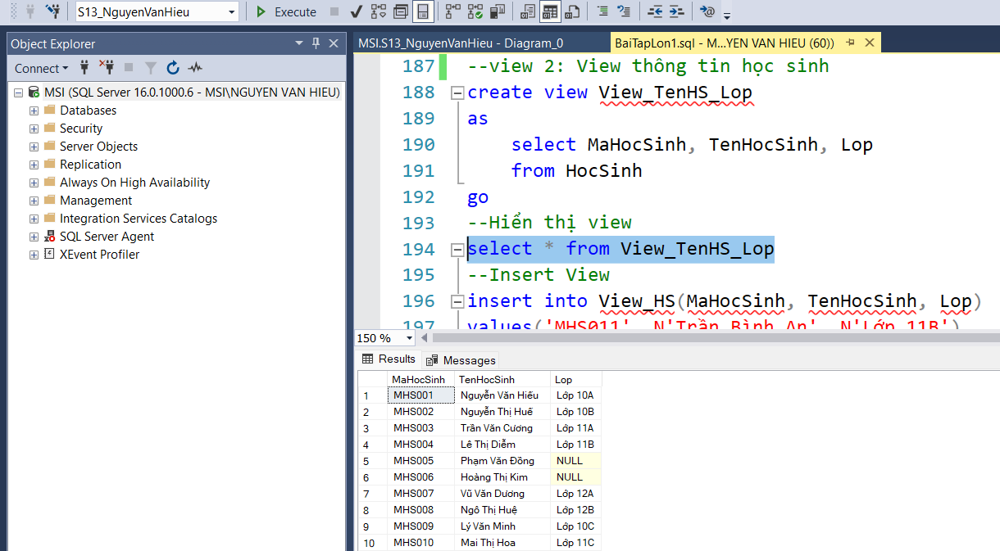 S13_NguyenVanHieu Execute
Object Explorer
Connect
MSI (SQL Server 16.0.1000.6 - MSI\NGUYEN VAN HIEU)
Databases
Security
Server Objects
Replication
Always On High Availability
Management
Integration Services Catalogs
SQL Server Agent
XEvent Profiler
MSI.S13_NguyenVanHieu - Diagram_0 BaiTapLon1.sql - M...YEN VAN HIEU (60))
187 --view 2: View thông tin học sinh
188 create view View_TenHS_Lop
189 as
190 select MaHocSinh, TenHocSinh, Lop
191 from HocSinh
192 go
193 --Hiển thị view
194 select * from View_TenHS_Lop
195 --Insert View
196 insert into View_HS(MaHocSinh, TenHocSinh, Lop)
197 values('MHS011', N'Trần Bình An', N'Lớp 11B')
150 %
Results Messages
MaHocSinh TenHocSinh Lop
1 MHS001 Nguyễn Văn Hiếu Lớp 10A
2 MHS002 Nguyễn Thị Huế Lớp 10B
3 MHS003 Trần Văn Cương Lớp 11A
4 MHS004 Lê Thị Diễm Lớp 11B
5 MHS005 Phạm Văn Đồng NULL
6 MHS006 Hoàng Thị Kim NULL
7 MHS007 Vũ Văn Dương Lớp 12A
8 MHS008 Ngô Thị Huệ Lớp 12B
9 MHS009 Lý Văn Minh Lớp 10C
10 MHS010 Mai Thị Hoa Lớp 11C